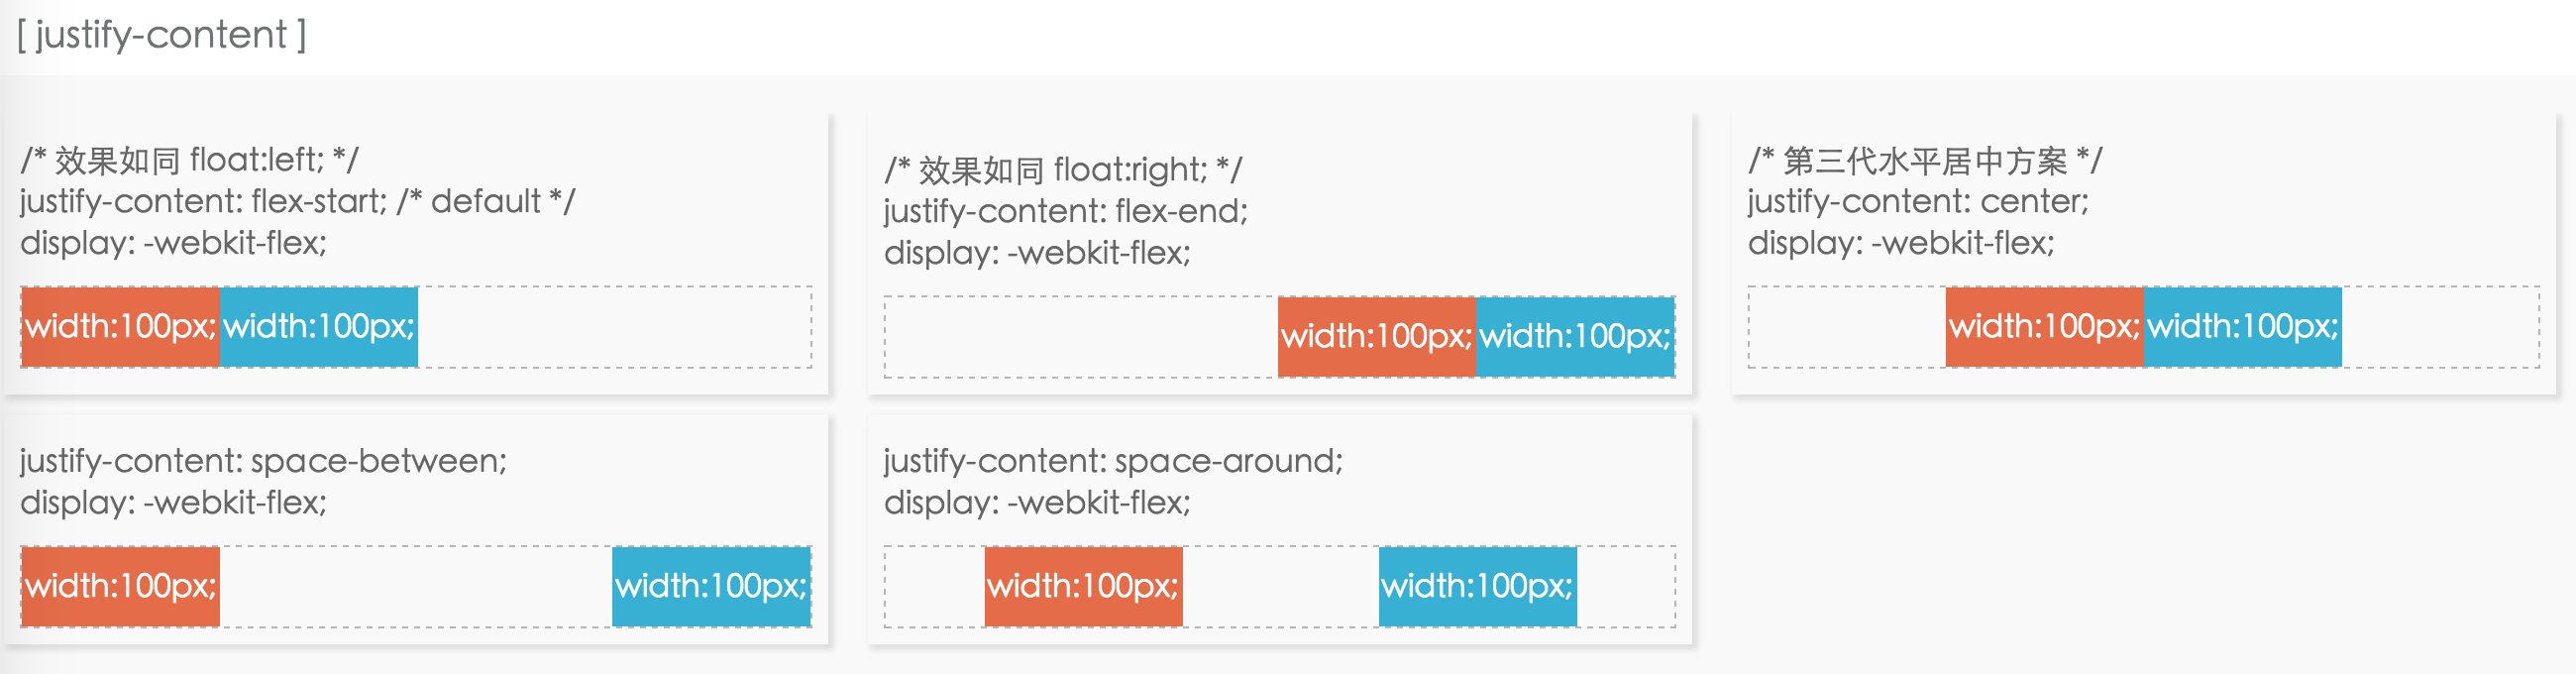 [ justify-content ]
/* 效果如同 float:left; */
justify-content: flex-start; /* default */
display: -webkit-flex;
width:100px; width:100px;
/* 效果如同 float:right; */
justify-content: flex-end;
display: -webkit-flex;
width:100px; width:100px;
/* 第三代水平居中方案 */
justify-content: center;
display: -webkit-flex;
width:100px; width:100px;
justify-content: space-between;
display: -webkit-flex;
width:100px; width:100px;
justify-content: space-around;
display: -webkit-flex;
width:100px; width:100px;